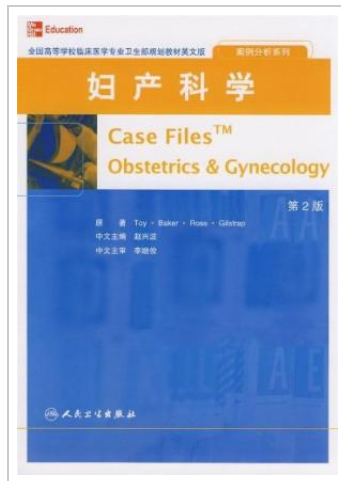 Mc Graw Hill Education
全国高等学校临床医学专业卫生部规划教材英文版 案例分析系列
妇产科学
Case Files™
Obstetrics & Gynecology
第2版
原 著 Toy · Baker · Ross · Gilstrap
中文主编 赵兴波
中文主审 李继俊
人民卫生出版社